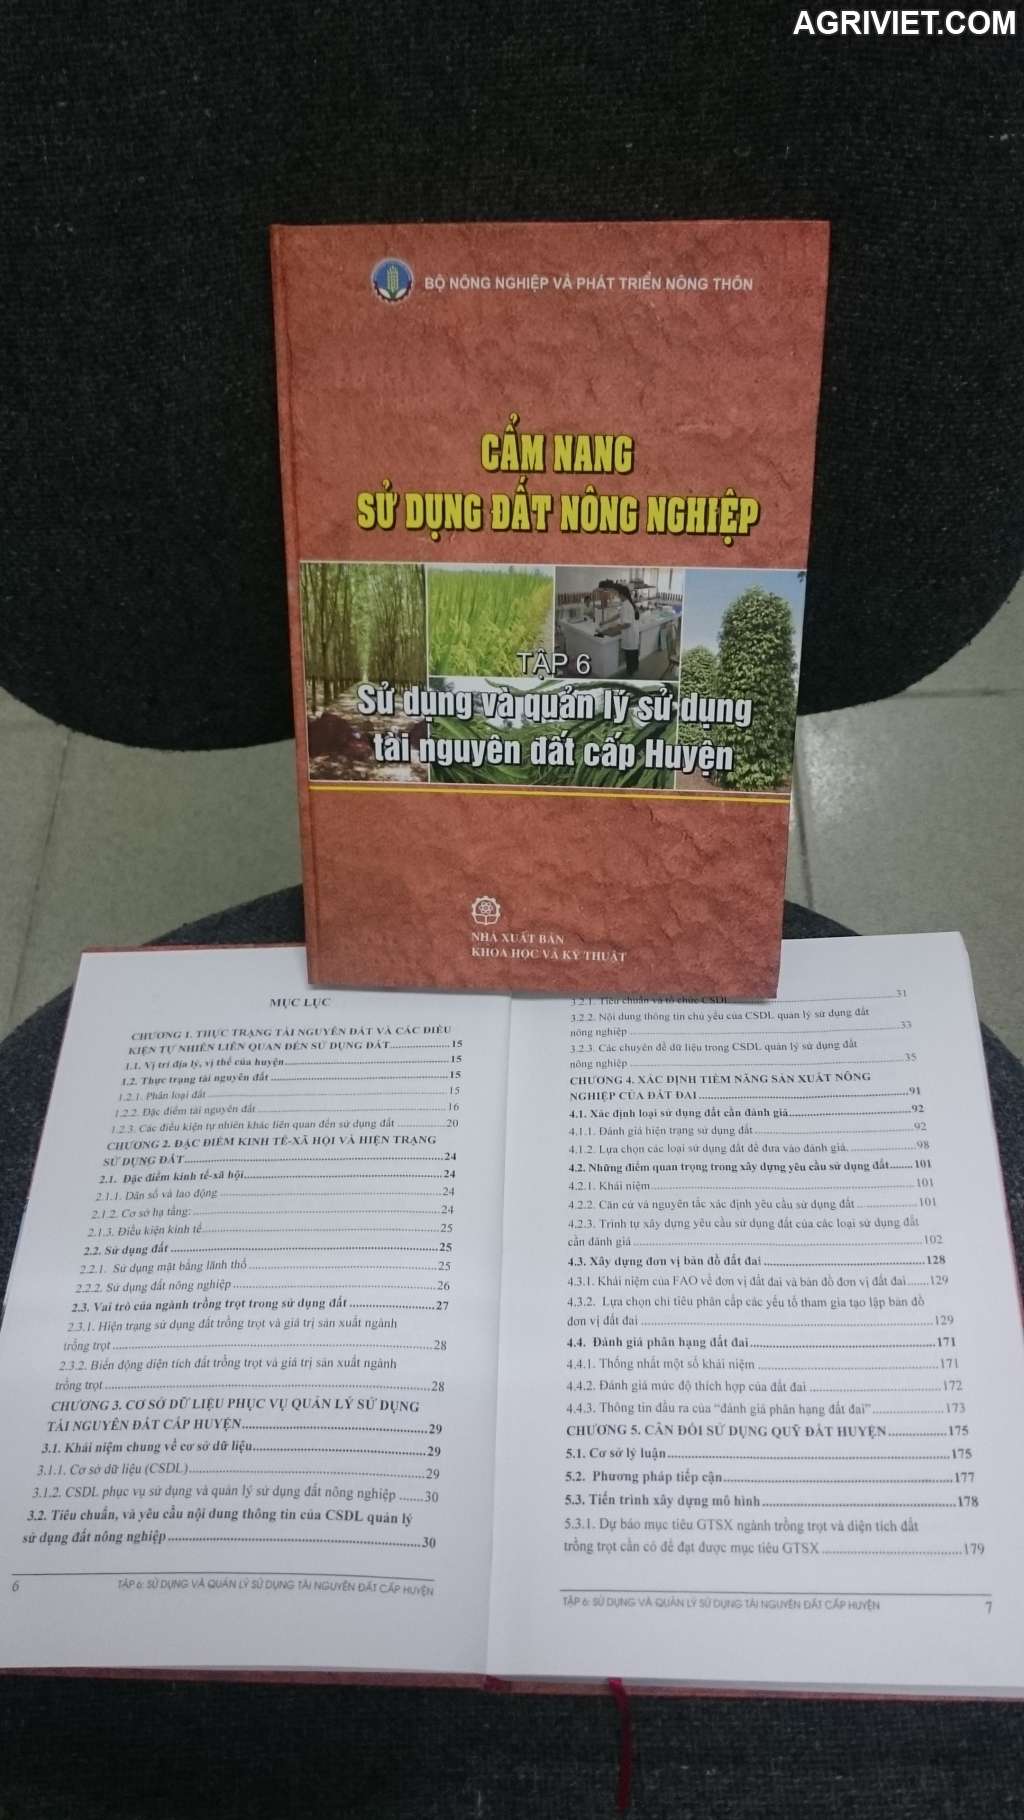 AGRIVIET.COM
BỘ NÔNG NGHIỆP VÀ PHÁT TRIỂN NÔNG THÔN
CẨM NANG
SỬ DỤNG ĐẤT NÔNG NGHIỆP
TẬP 6
Sử dụng và quản lý sử dụng
tài nguyên đất cấp Huyện
NHÀ XUẤT BẢN
KHOA HỌC VÀ KỸ THUẬT
MỤC LỤC
CHƯƠNG 1. THỰC TRẠNG TÀI NGUYÊN ĐẤT VÀ CÁC ĐIỀU
KIỆN TỰ NHIÊN LIÊN QUAN ĐẾN SỬ DỤNG ĐẤT....................15
1.1. Vị trí địa lý, vị thế của huyện....................15
1.2. Thực trạng tài nguyên đất....................15
1.2.1. Phân loại đất....................15
1.2.2. Đặc điểm tài nguyên đất....................16
1.2.3. Các điều kiện tự nhiên khác liên quan đến sử dụng đất....................20
CHƯƠNG 2. ĐẶC ĐIỂM KINH TẾ-XÃ HỘI VÀ HIỆN TRẠNG
SỬ DỤNG ĐẤT....................24
2.1. Đặc điểm kinh tế-xã hội....................24
2.1.1. Dân số và lao động....................24
2.1.2. Cơ sở hạ tầng:....................24
2.1.3. Điều kiện kinh tế....................25
2.2. Sử dụng đất....................25
2.2.1. Sử dụng mặt bằng lãnh thổ....................25
2.2.2. Sử dụng đất nông nghiệp....................26
2.3. Vai trò của ngành trồng trọt trong sử dụng đất....................27
2.3.1. Hiện trạng sử dụng đất trồng trọt và giá trị sản xuất ngành
trồng trọt....................28
2.3.2. Biến động diện tích đất trồng trọt và giá trị sản xuất ngành
trồng trọt....................28
CHƯƠNG 3. CƠ SỞ DỮ LIỆU PHỤC VỤ QUẢN LÝ SỬ DỤNG
TÀI NGUYÊN ĐẤT CẤP HUYỆN....................29
3.1. Khái niệm chung về cơ sở dữ liệu....................29
3.1.1. Cơ sở dữ liệu (CSDL)....................29
3.1.2. CSDL phục vụ sử dụng và quản lý sử dụng đất nông nghiệp.......30
3.2. Tiêu chuẩn, và yêu cầu nội dung thông tin của CSDL quản lý
sử dụng đất nông nghiệp....................30
6 TẬP 6: SỬ DỤNG VÀ QUẢN LÝ SỬ DỤNG TÀI NGUYÊN ĐẤT CẤP HUYỆN
3.2.1. Tiêu chuẩn và tổ chức CSDL....................31
3.2.2. Nội dung thông tin chủ yếu của CSDL quản lý sử dụng đất
nông nghiệp....................33
3.2.3. Các chuyên đề dữ liệu trong CSDL quản lý sử dụng đất
nông nghiệp....................35
CHƯƠNG 4. XÁC ĐỊNH TIỀM NĂNG SẢN XUẤT NÔNG
NGHIỆP CỦA ĐẤT ĐAI....................91
4.1. Xác định loại sử dụng đất cần đánh giá....................92
4.1.1. Đánh giá hiện trạng sử dụng đất....................92
4.1.2. Lựa chọn các loại sử dụng đất để đưa vào đánh giá....................98
4.2. Những điểm quan trọng trong xây dựng yêu cầu sử dụng đất.......101
4.2.1. Khái niệm....................101
4.2.2. Căn cứ và nguyên tắc xác định yêu cầu sử dụng đất....................101
4.2.3. Trình tự xây dựng yêu cầu sử dụng đất của các loại sử dụng đất
cần đánh giá....................102
4.3. Xây dựng đơn vị bản đồ đất đai....................128
4.3.1. Khái niệm của FAO về đơn vị đất đai và bản đồ đơn vị đất đai......129
4.3.2. Lựa chọn chỉ tiêu phân cấp các yếu tố tham gia tạo lập bản đồ
đơn vị đất đai....................129
4.4. Đánh giá phân hạng đất đai....................171
4.4.1. Thống nhất một số khái niệm....................171
4.4.2. Đánh giá mức độ thích hợp của đất đai....................172
4.4.3. Thông tin đầu ra của “đánh giá phân hạng đất đai”....................173
CHƯƠNG 5. CÂN ĐỐI SỬ DỤNG QUỸ ĐẤT HUYỆN....................175
5.1. Cơ sở lý luận....................175
5.2. Phương pháp tiếp cận....................177
5.3. Tiến trình xây dựng mô hình....................178
5.3.1. Dự báo mục tiêu GTSX ngành trồng trọt và diện tích đất
trồng trọt cần có để đạt được mục tiêu GTSX....................179
TẬP 6: SỬ DỤNG VÀ QUẢN LÝ SỬ DỤNG TÀI NGUYÊN ĐẤT CẤP HUYỆN 7